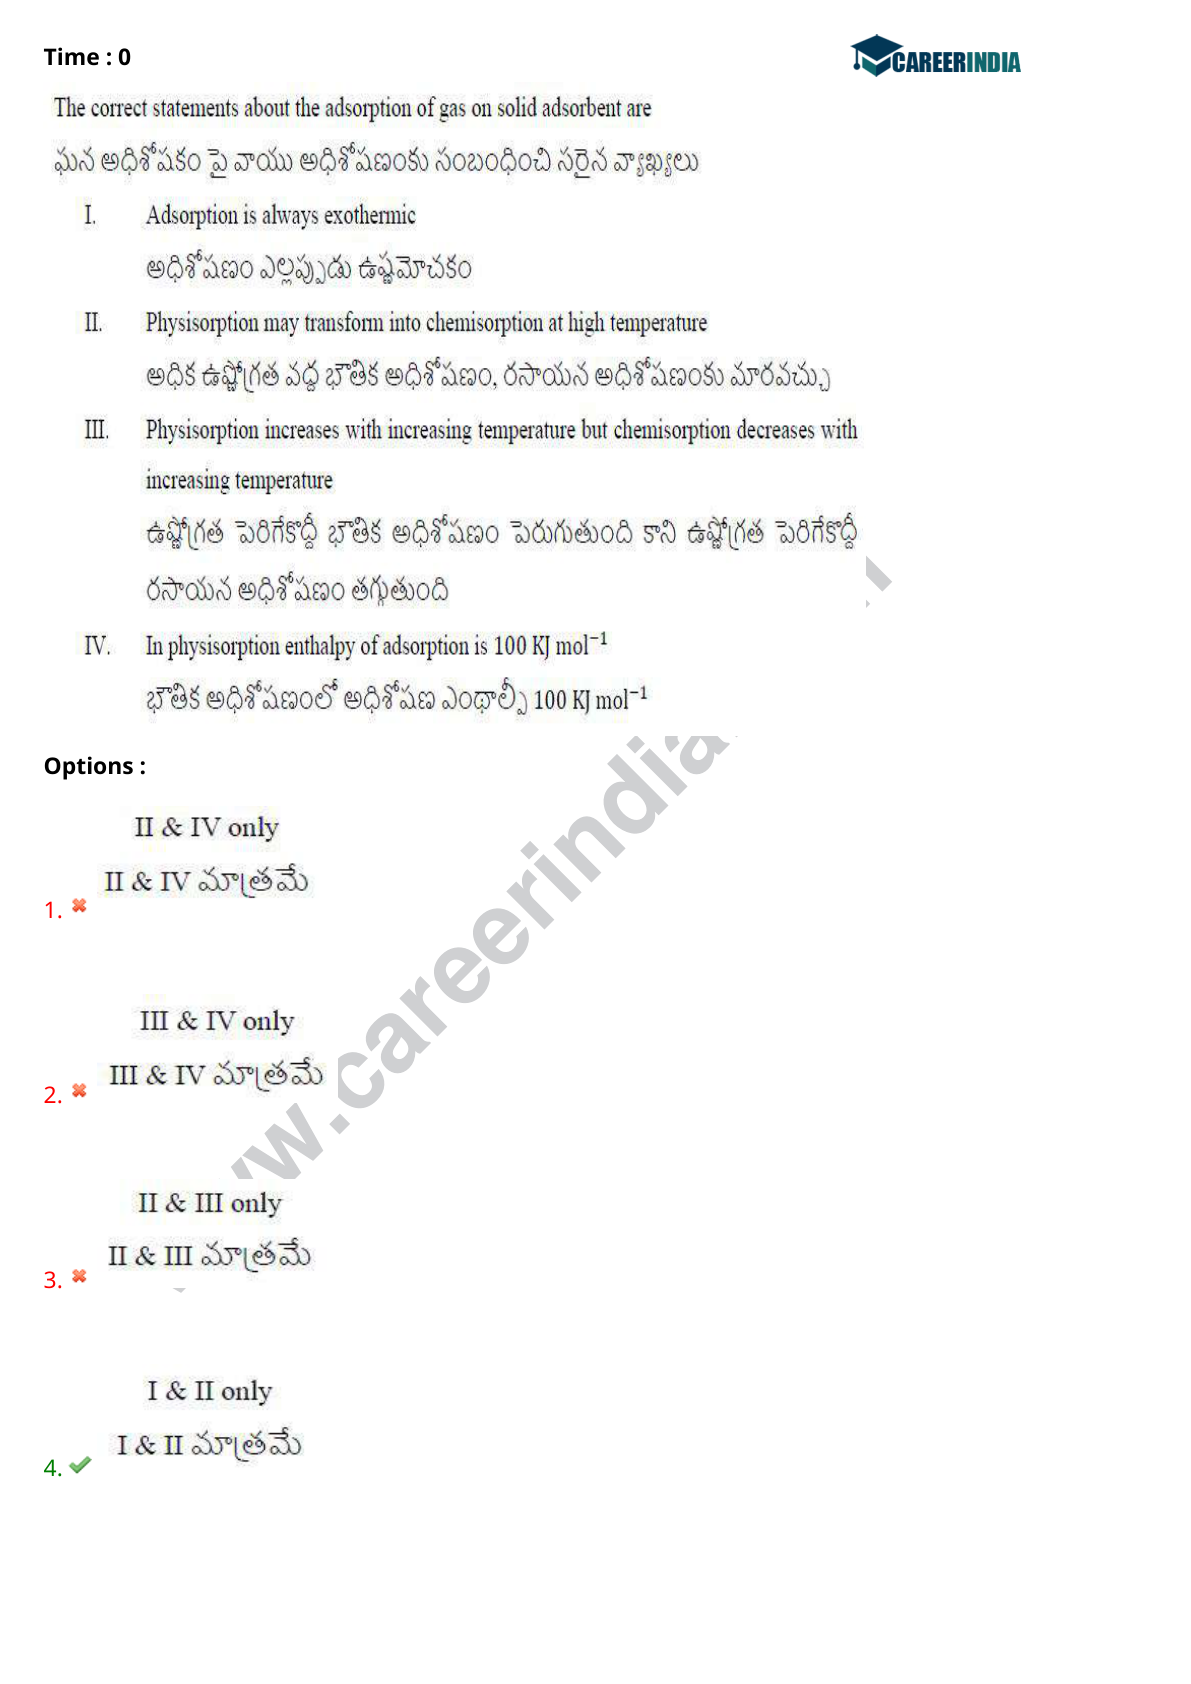 Time : 0
CAREERINDIA
The correct statements about the adsorption of gas on solid adsorbent are
ఘన అధిశోషకం పై వాయు అధిశోషణంకు సంబంధించి సరైన వ్యాఖ్యలు
I. Adsorption is always exothermic
అధిశోషణం ఎల్లప్పుడు ఉష్ణమోచకం
II. Physisorption may transform into chemisorption at high temperature
అధిక ఉష్ణోగ్రత వద్ద భౌతిక అధిశోషణం, రసాయన అధిశోషణంకు మారవచ్చు
III. Physisorption increases with increasing temperature but chemisorption decreases with
increasing temperature
ఉష్ణోగ్రత పెరిగేకొద్దీ భౌతిక అధిశోషణం పెరుగుతుంది కాని ఉష్ణోగ్రత పెరిగేకొద్దీ
రసాయన అధిశోషణం తగ్గుతుంది
IV. In physisorption enthalpy of adsorption is 100 KJ mol⁻¹
భౌతిక అధిశోషణంలో అధిశోషణ ఎంథాల్పీ 100 KJ mol⁻¹
Options :
II & IV only
II & IV మాత్రమే
1.
III & IV only
III & IV మాత్రమే
2.
II & III only
II & III మాత్రమే
3.
I & II only
I & II మాత్రమే
4.
w.careerindia